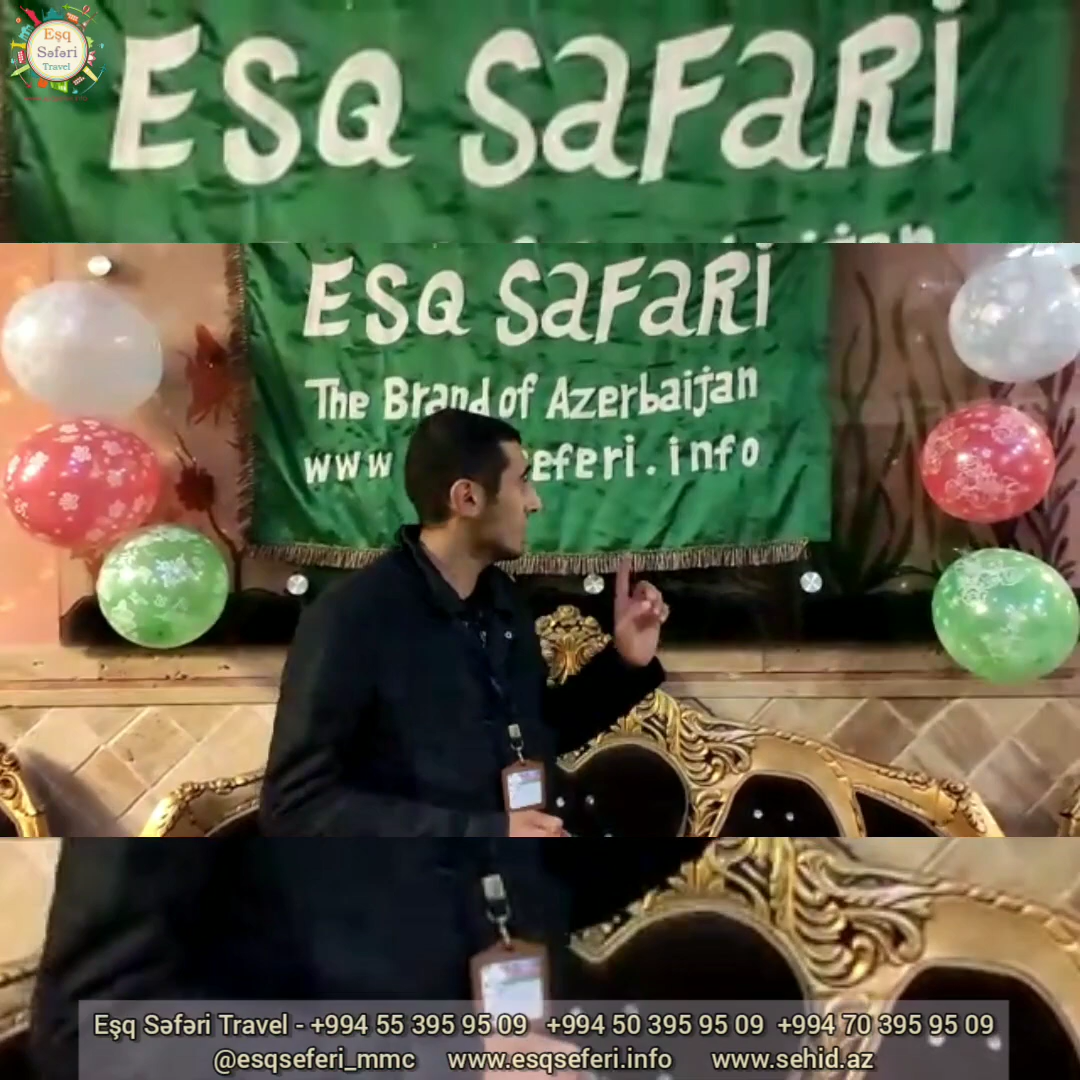 Eşq
Səfəri
Travel
ESQ SaFaRi
ESQ SaFaRi
The Brand of Azerbaijan
www eferi.info
Eşq Səfəri Travel - +994 55 395 95 09 +994 50 395 95 09 +994 70 395 95 09
@esqseferi_mmc www.esqseferi.info www.sehid.az